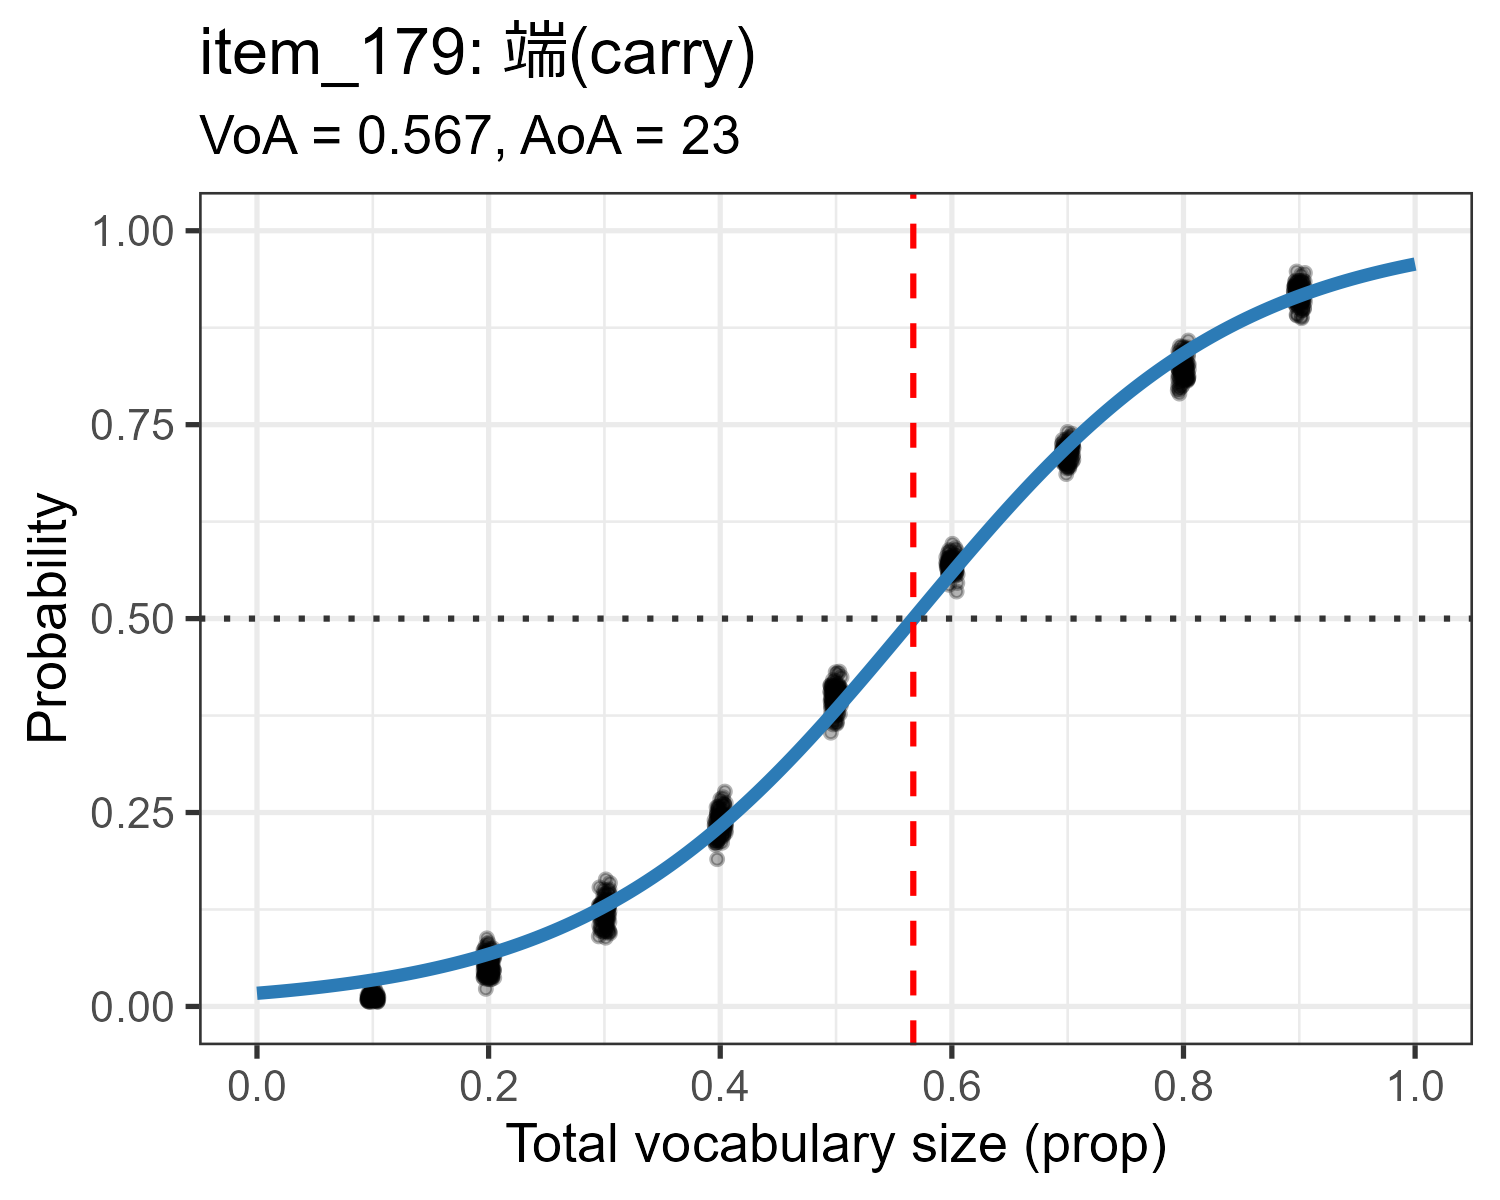 item_179: 端(carry)
VoA = 0.567, AoA = 23
Probability
1.00
0.75
0.50
0.25
0.00
0.0 0.2 0.4 0.6 0.8 1.0
Total vocabulary size (prop)